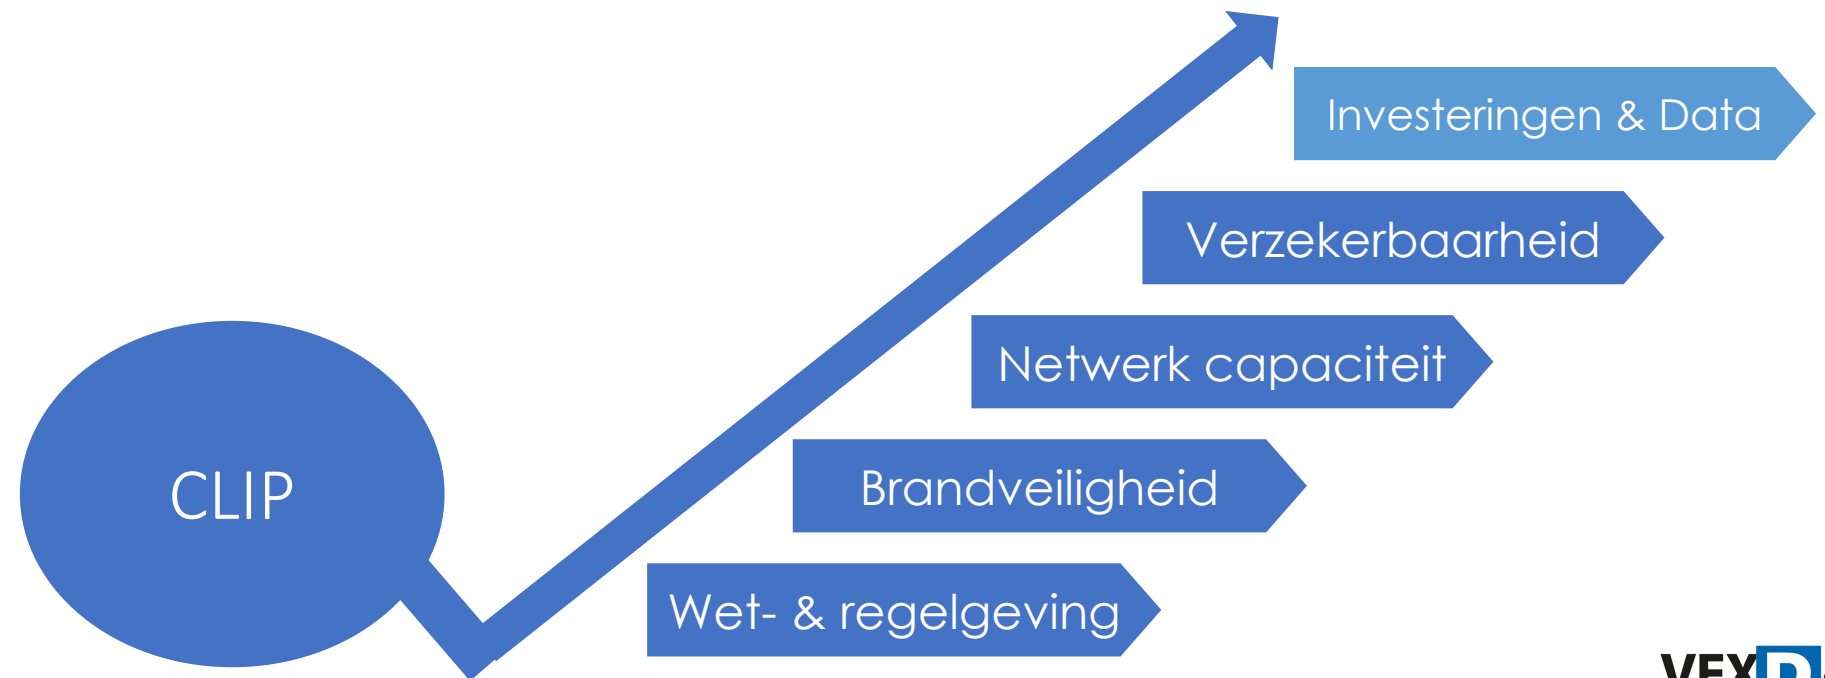 Investeringen & Data
Verzekerbaarheid
Netwerk capaciteit
Brandveiligheid
CLIP
Wet- & regelgeving